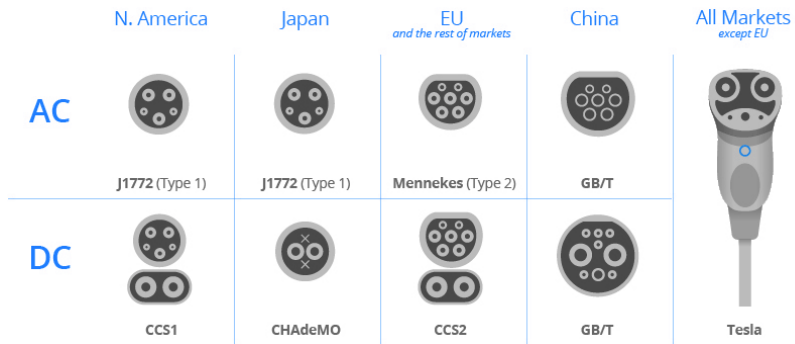 N. America
Japan
EU
and the rest of markets
China
All Markets
except EU
AC
J1772 (Type 1)
J1772 (Type 1)
Mennekes (Type 2)
GB/T
DC
CCS1
CHAdeMO
CCS2
GB/T
Tesla